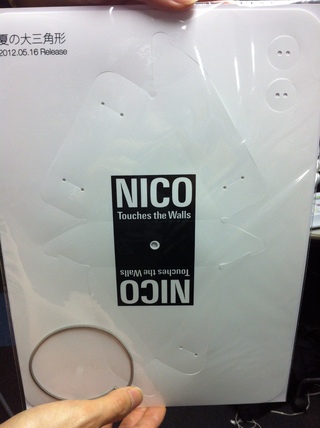 夏の大三角形
2012.05.16 Release
NICO
Touches the Walls
Touches the Walls
NICO